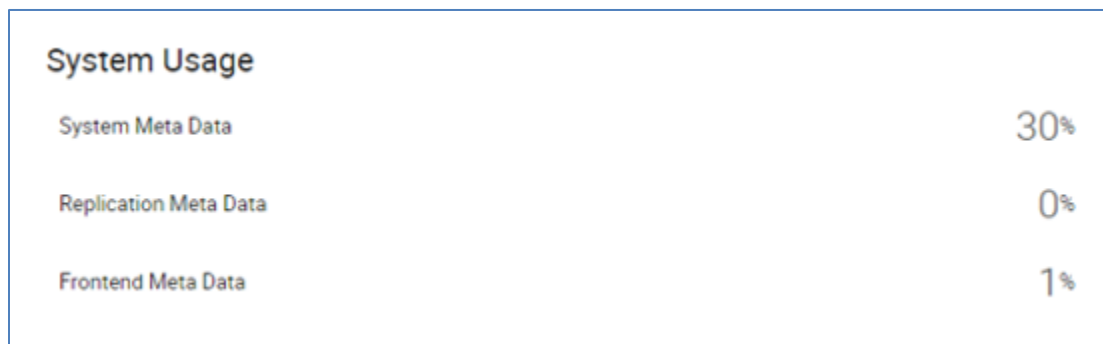 System Usage
System Meta Data 30%
Replication Meta Data 0%
Frontend Meta Data 1%